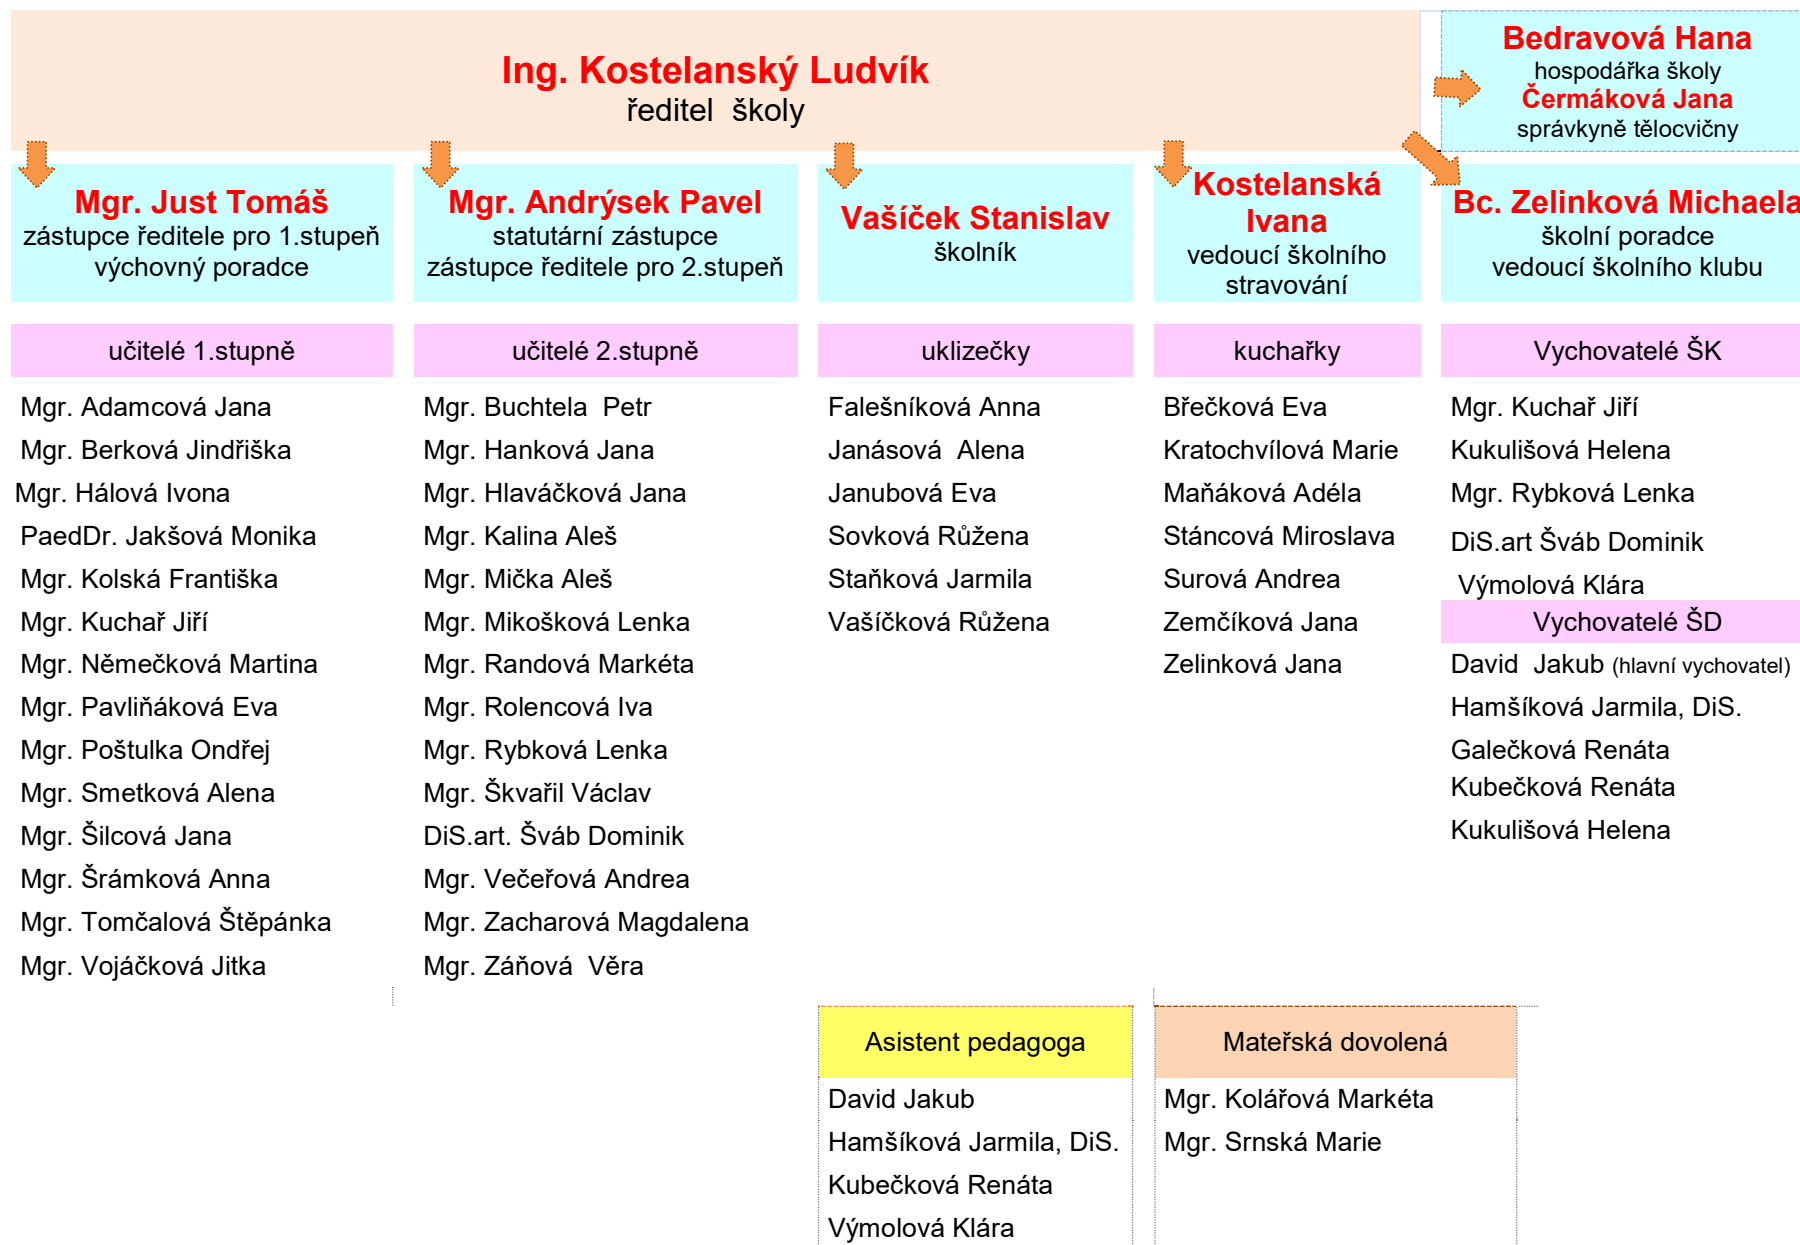 Ing. Kostelanský Ludvík
ředitel školy
Bedravová Hana
hospodářka školy
Čermáková Jana
správkyně tělocvičny
Mgr. Just Tomáš
zástupce ředitele pro 1.stupeň
výchovný poradce
Mgr. Andrýsek Pavel
statutární zástupce
zástupce ředitele pro 2.stupeň
Vašíček Stanislav
školník
Kostelanská
Ivana
vedoucí školního
stravování
Bc. Zelinková Michaela
školní poradce
vedoucí školního klubu
učitelé 1.stupně
Mgr. Adamcová Jana
Mgr. Berková Jindřiška
Mgr. Hálová Ivona
PaedDr. Jakšová Monika
Mgr. Kolská Františka
Mgr. Kuchař Jiří
Mgr. Němečková Martina
Mgr. Pavliňáková Eva
Mgr. Poštulka Ondřej
Mgr. Smetková Alena
Mgr. Šilcová Jana
Mgr. Šrámková Anna
Mgr. Tomčalová Štěpánka
Mgr. Vojáčková Jitka
učitelé 2.stupně
Mgr. Buchtela Petr
Mgr. Hanková Jana
Mgr. Hlaváčková Jana
Mgr. Kalina Aleš
Mgr. Mička Aleš
Mgr. Mikošková Lenka
Mgr. Randová Markéta
Mgr. Rolencová Iva
Mgr. Rybková Lenka
Mgr. Škvařil Václav
DiS.art. Šváb Dominik
Mgr. Večeřová Andrea
Mgr. Zacharová Magdalena
Mgr. Záňová Věra
uklizečky
Falešníková Anna
Janásová Alena
Janubová Eva
Sovková Růžena
Staňková Jarmila
Vašíčková Růžena
kuchařky
Břečková Eva
Kratochvílová Marie
Maňáková Adéla
Stáncová Miroslava
Surová Andrea
Zemčíková Jana
Zelinková Jana
Vychovatelé ŠK
Mgr. Kuchař Jiří
Kukulišová Helena
Mgr. Rybková Lenka
DiS.art Šváb Dominik
Výmolová Klára
Vychovatelé ŠD
David Jakub (hlavní vychovatel)
Hamšíková Jarmila, DiS.
Galečková Renáta
Kubečková Renáta
Kukulišová Helena
Asistent pedagoga
David Jakub
Hamšíková Jarmila, DiS.
Kubečková Renáta
Výmolová Klára
Mateřská dovolená
Mgr. Kolářová Markéta
Mgr. Srnská Marie